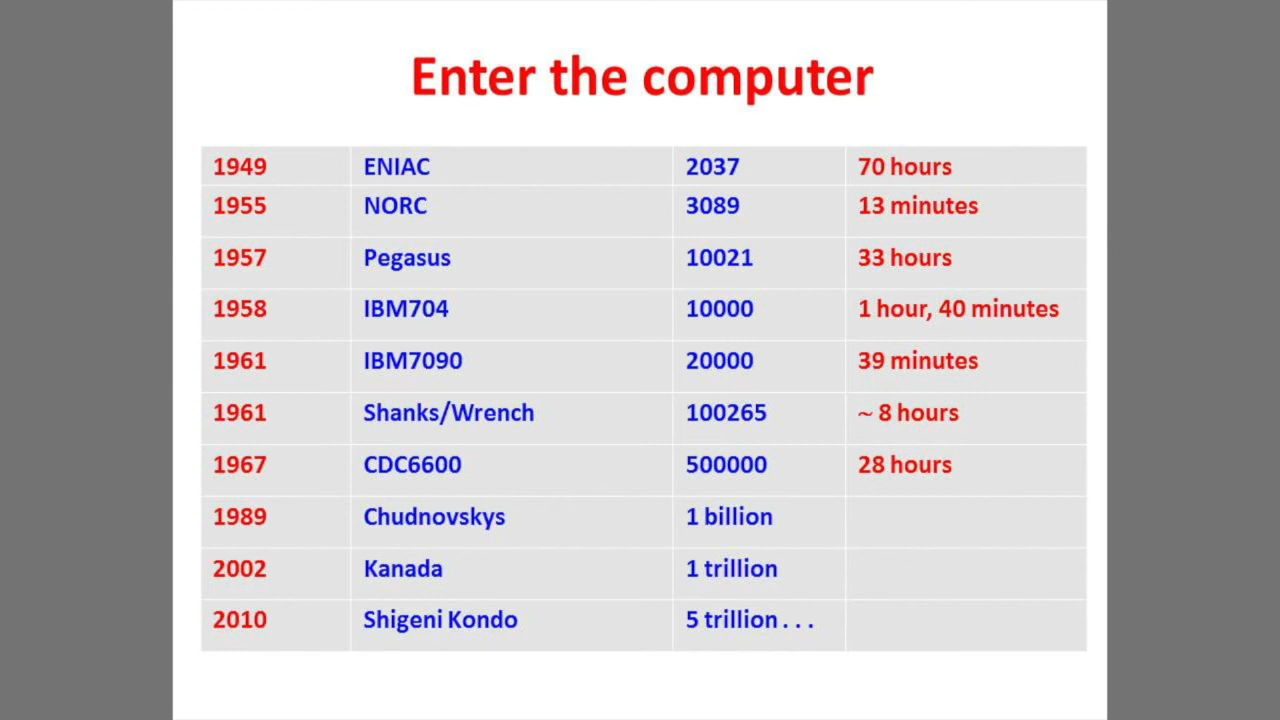 Enter the computer
1949 ENIAC 2037 70 hours
1955 NORC 3089 13 minutes
1957 Pegasus 10021 33 hours
1958 IBM704 10000 1 hour, 40 minutes
1961 IBM7090 20000 39 minutes
1961 Shanks/Wrench 100265 ~ 8 hours
1967 CDC6600 500000 28 hours
1989 Chudnovskys 1 billion
2002 Kanada 1 trillion
2010 Shigeni Kondo 5 trillion . . .